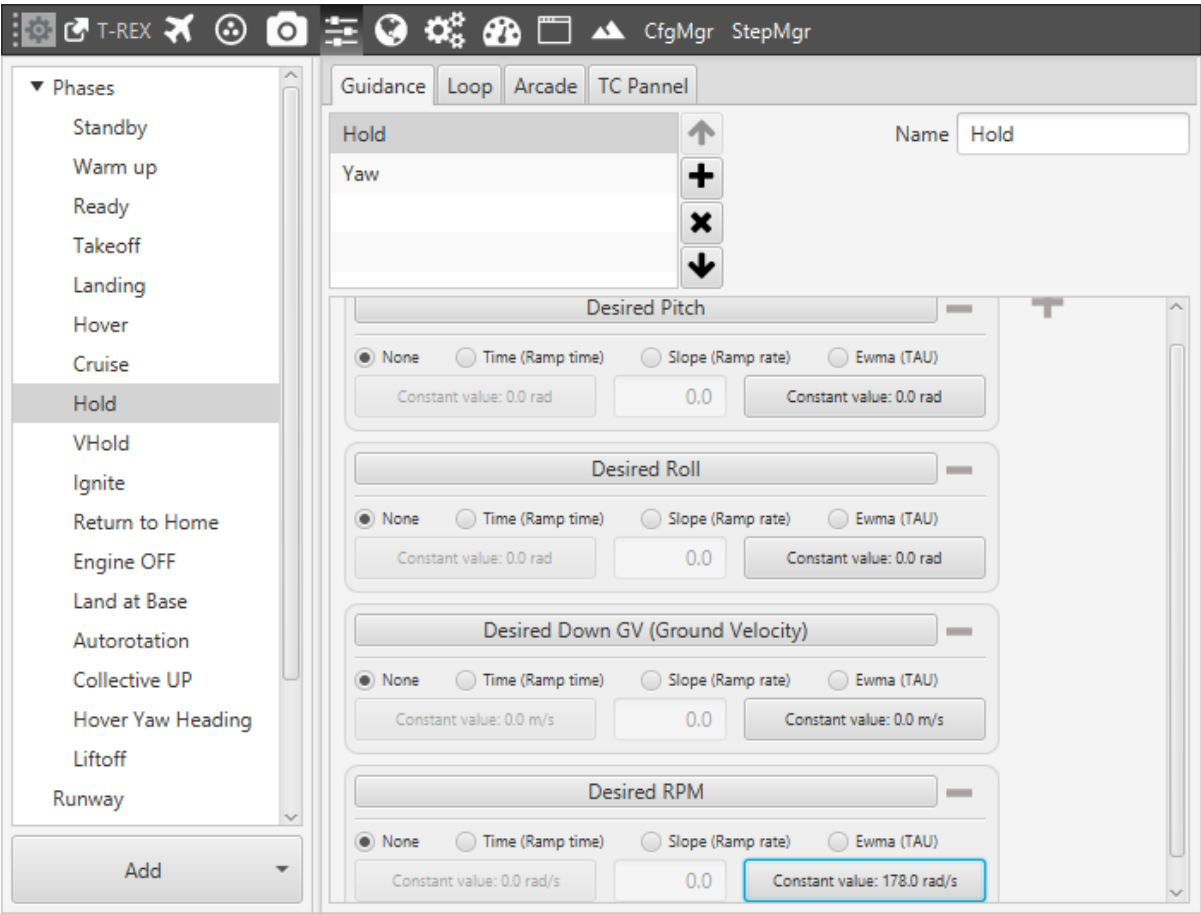 T-REX CfgMgr StepMgr
Phases
Standby
Warm up
Ready
Takeoff
Landing
Hover
Cruise
Hold
VHold
Ignite
Return to Home
Engine OFF
Land at Base
Autorotation
Collective UP
Hover Yaw Heading
Liftoff
Runway
Add
Guidance Loop Arcade TC Pannel
Hold
Yaw
Name Hold
Desired Pitch
None Time (Ramp time) Slope (Ramp rate) Ewma (TAU)
Constant value: 0.0 rad 0.0 Constant value: 0.0 rad
Desired Roll
None Time (Ramp time) Slope (Ramp rate) Ewma (TAU)
Constant value: 0.0 rad 0.0 Constant value: 0.0 rad
Desired Down GV (Ground Velocity)
None Time (Ramp time) Slope (Ramp rate) Ewma (TAU)
Constant value: 0.0 m/s 0.0 Constant value: 0.0 m/s
Desired RPM
None Time (Ramp time) Slope (Ramp rate) Ewma (TAU)
Constant value: 0.0 rad/s 0.0 Constant value: 178.0 rad/s